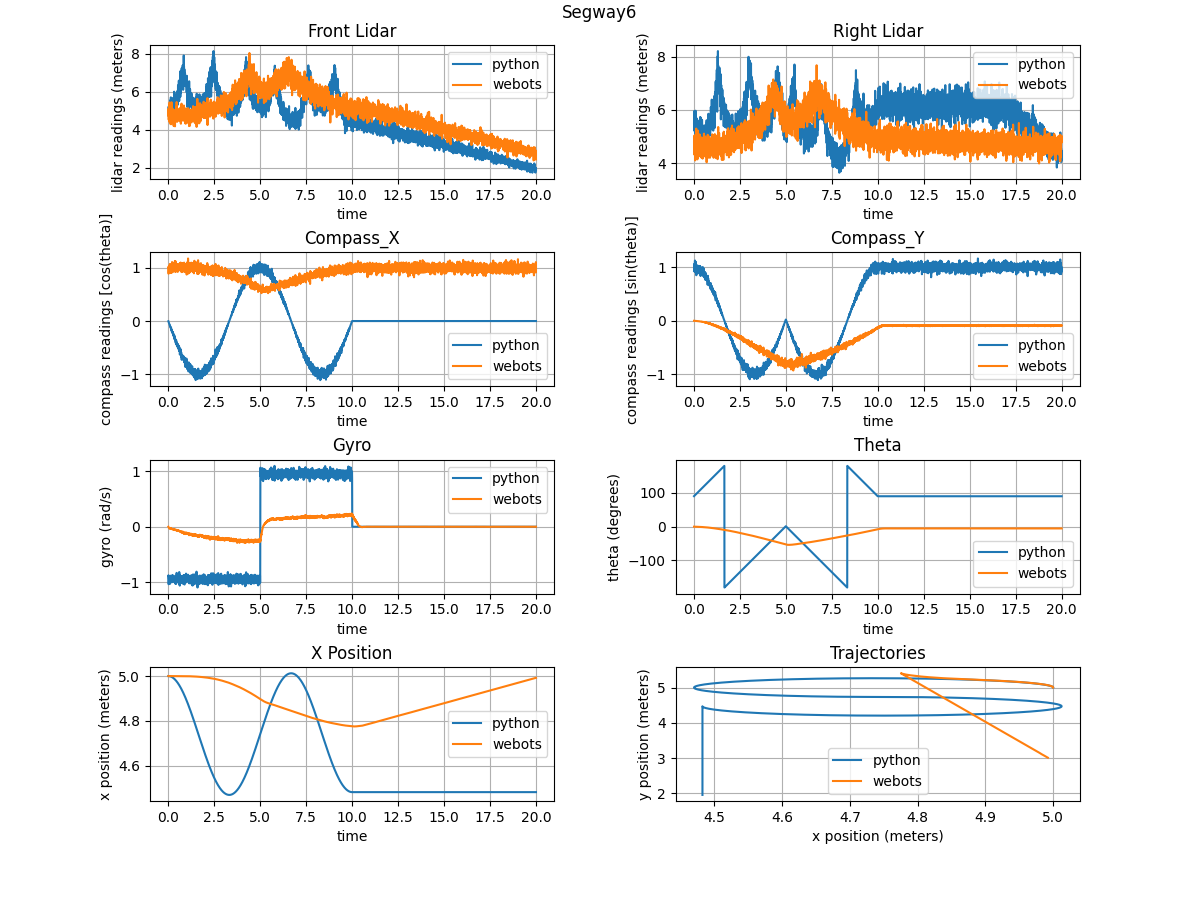 Segway6
Front Lidar
lidar readings (meters)
8
6
4
2
python
webots
0.0 2.5 5.0 7.5 10.0 12.5 15.0 17.5 20.0
time
Right Lidar
lidar readings (meters)
8
6
4
python
webots
0.0 2.5 5.0 7.5 10.0 12.5 15.0 17.5 20.0
time
Compass_X
compass readings [cos(theta)]
1
0
−1
python
webots
0.0 2.5 5.0 7.5 10.0 12.5 15.0 17.5 20.0
time
Compass_Y
compass readings [sin(theta)]
1
0
−1
python
webots
0.0 2.5 5.0 7.5 10.0 12.5 15.0 17.5 20.0
time
Gyro
gyro (rad/s)
1
0
−1
python
webots
0.0 2.5 5.0 7.5 10.0 12.5 15.0 17.5 20.0
time
Theta
theta (degrees)
100
0
−100
python
webots
0.0 2.5 5.0 7.5 10.0 12.5 15.0 17.5 20.0
time
X Position
x position (meters)
5.0
4.8
4.6
python
webots
0.0 2.5 5.0 7.5 10.0 12.5 15.0 17.5 20.0
time
Trajectories
y position (meters)
5
4
3
2
python
webots
4.5 4.6 4.7 4.8 4.9 5.0
x position (meters)